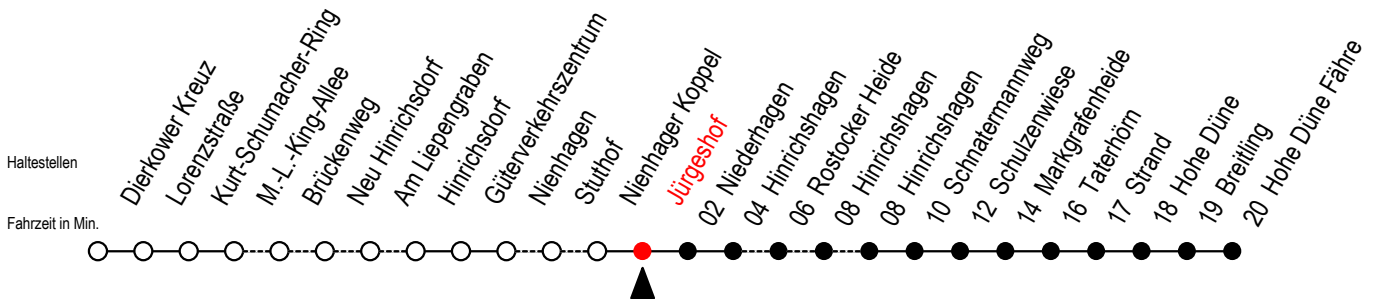 Haltestellen
Dierkower Kreuz
Lorenzstraße
Kurt-Schumacher-Ring
M.-L.-King-Allee
Brückenweg
Neu Hinrichsdorf
Am Liepengraben
Hinrichsdorf
Güterverkehrszentrum
Nienhagen
Stuthof
Nienhager Koppel
Jürgeshof
02 Niederhagen
04 Hinrichshagen
06 Rostocker Heide
08 Hinrichshagen
08 Hinrichshagen
10 Schnatermannweg
12 Schulzenwiese
14 Markgrafenheide
16 Taterhörn
17 Strand
18 Hohe Düne
19 Breitling
20 Hohe Düne Fähre
Fahrzeit in Min.